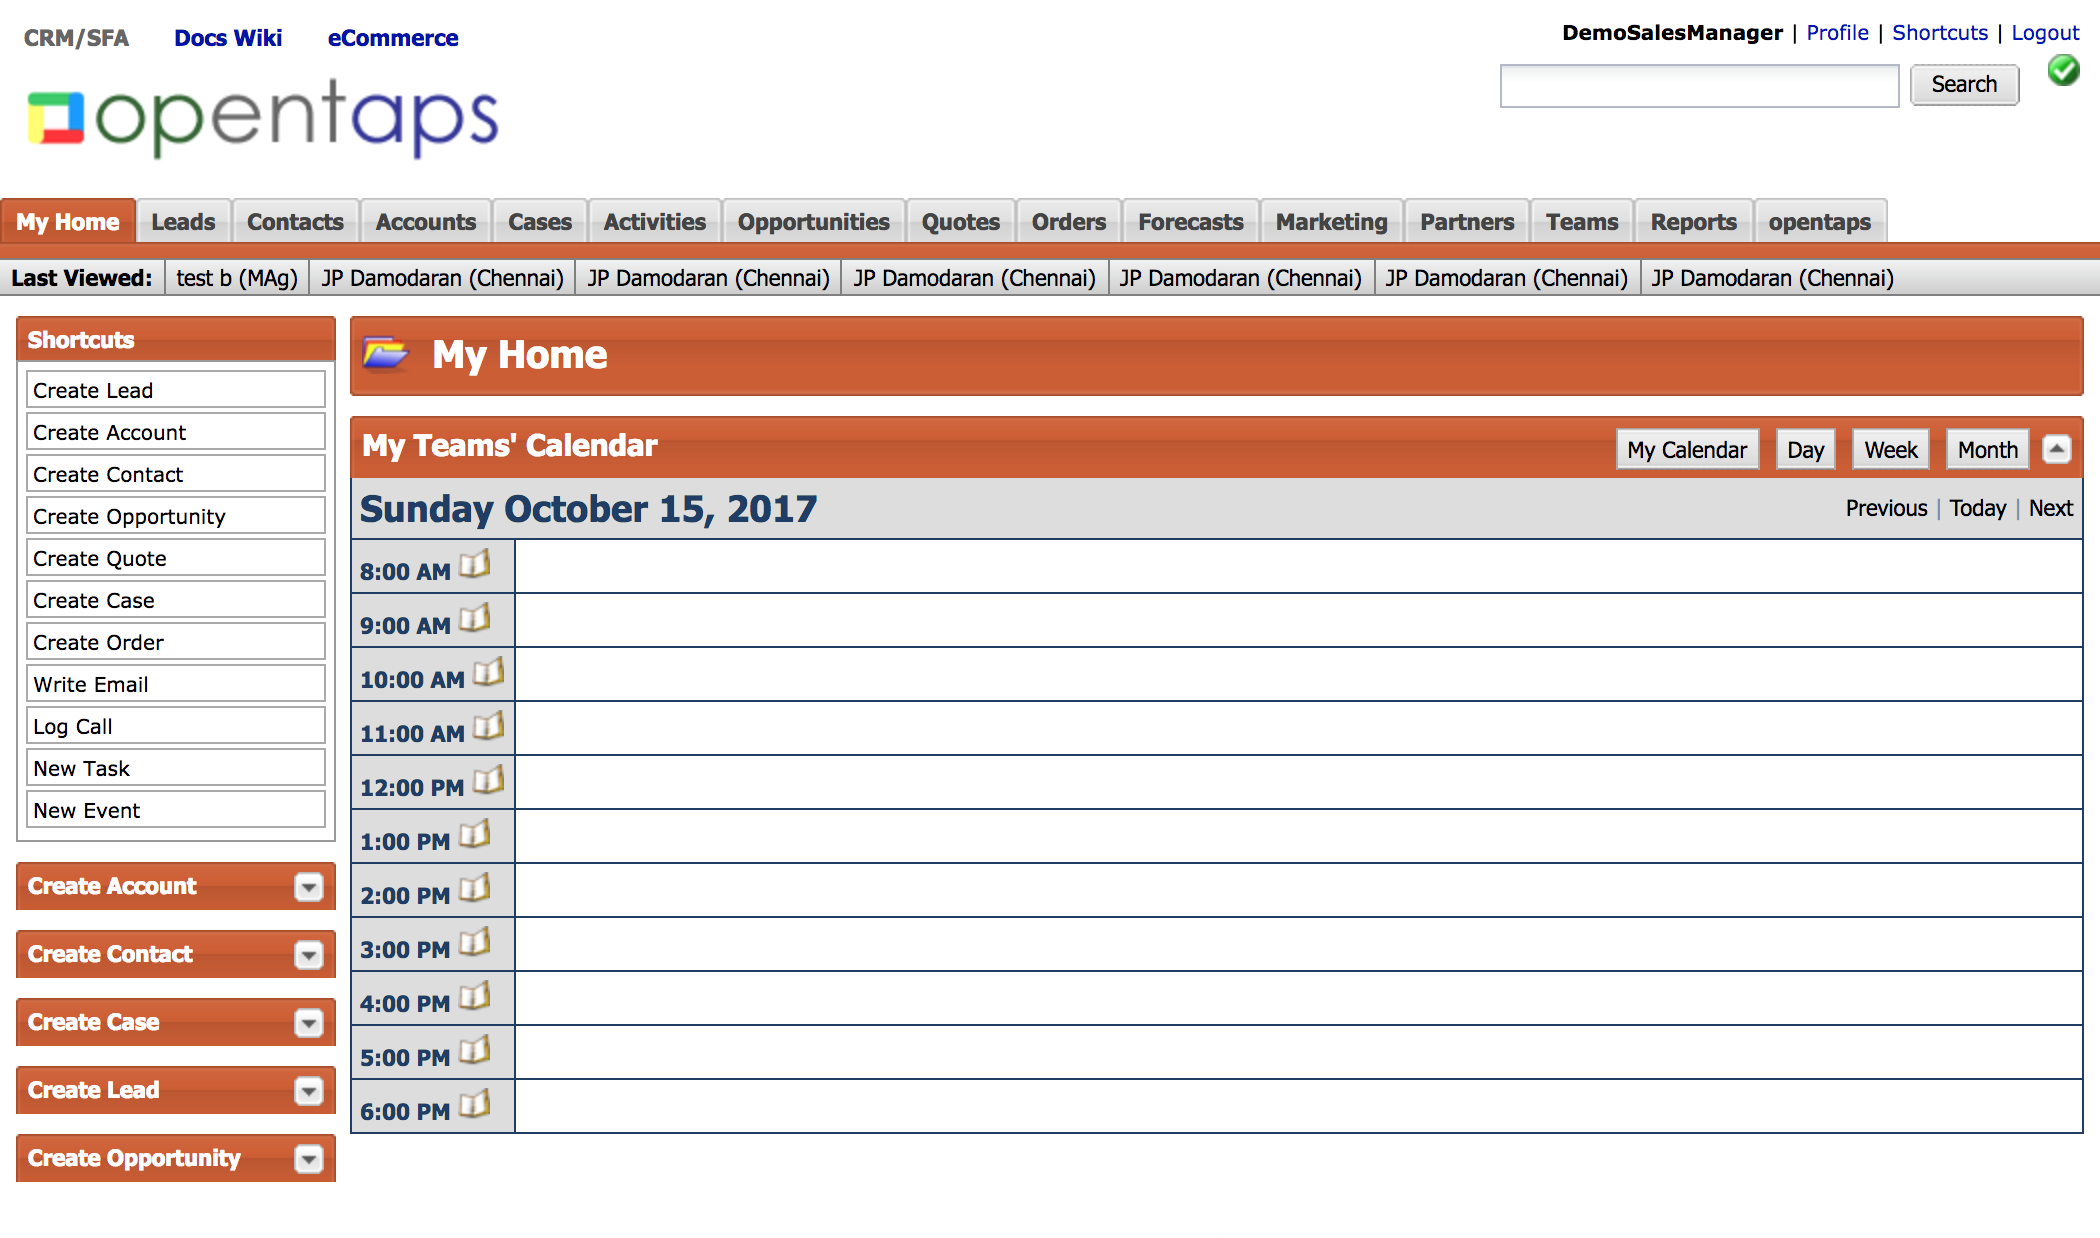 CRM/SFA Docs Wiki eCommerce
DemoSalesManager | Profile | Shortcuts | Logout
Search
opentaps
My Home Leads Contacts Accounts Cases Activities Opportunities Quotes Orders Forecasts Marketing Partners Teams Reports opentaps
Last Viewed: test b (MAg) JP Damodaran (Chennai) JP Damodaran (Chennai) JP Damodaran (Chennai) JP Damodaran (Chennai) JP Damodaran (Chennai) JP Damodaran (Chennai)
Shortcuts
Create Lead
Create Account
Create Contact
Create Opportunity
Create Quote
Create Case
Create Order
Write Email
Log Call
New Task
New Event
Create Account
Create Contact
Create Case
Create Lead
Create Opportunity
My Home
My Teams' Calendar My Calendar Day Week Month
Sunday October 15, 2017 Previous | Today | Next
8:00 AM
9:00 AM
10:00 AM
11:00 AM
12:00 PM
1:00 PM
2:00 PM
3:00 PM
4:00 PM
5:00 PM
6:00 PM